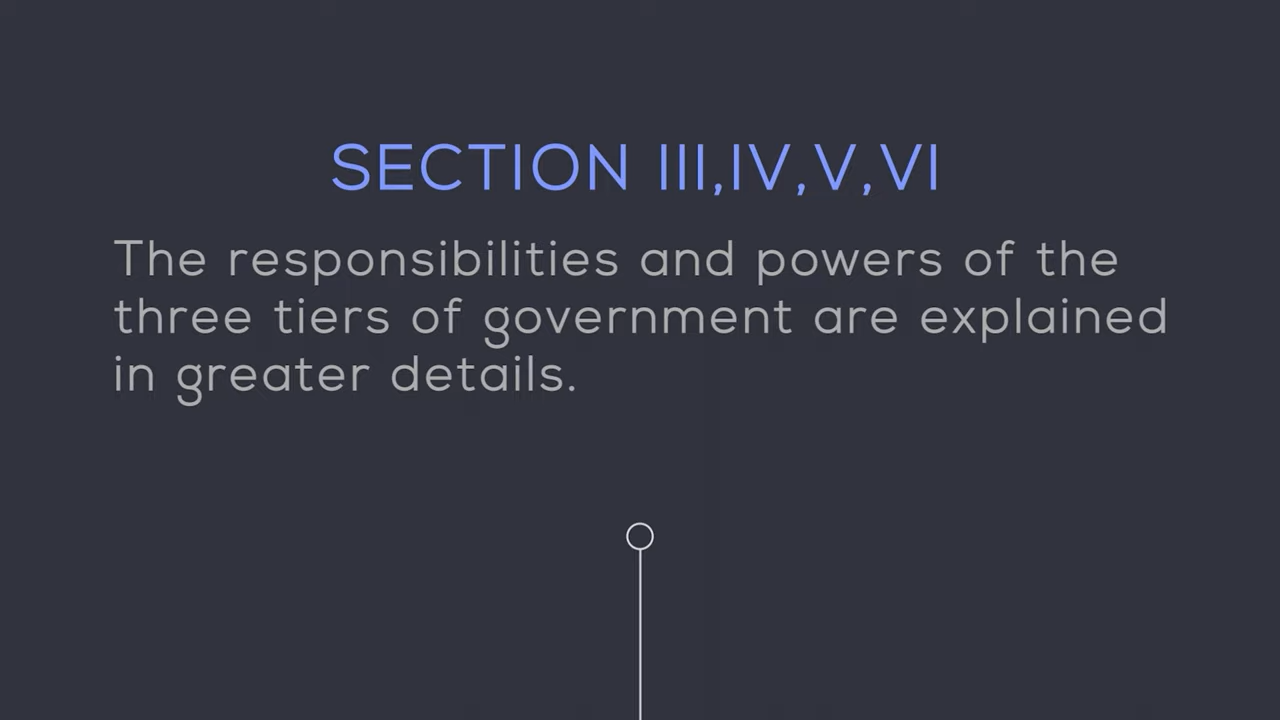 SECTION III,IV,V,VI
The responsibilities and powers of the
three tiers of government are explained
in greater details.